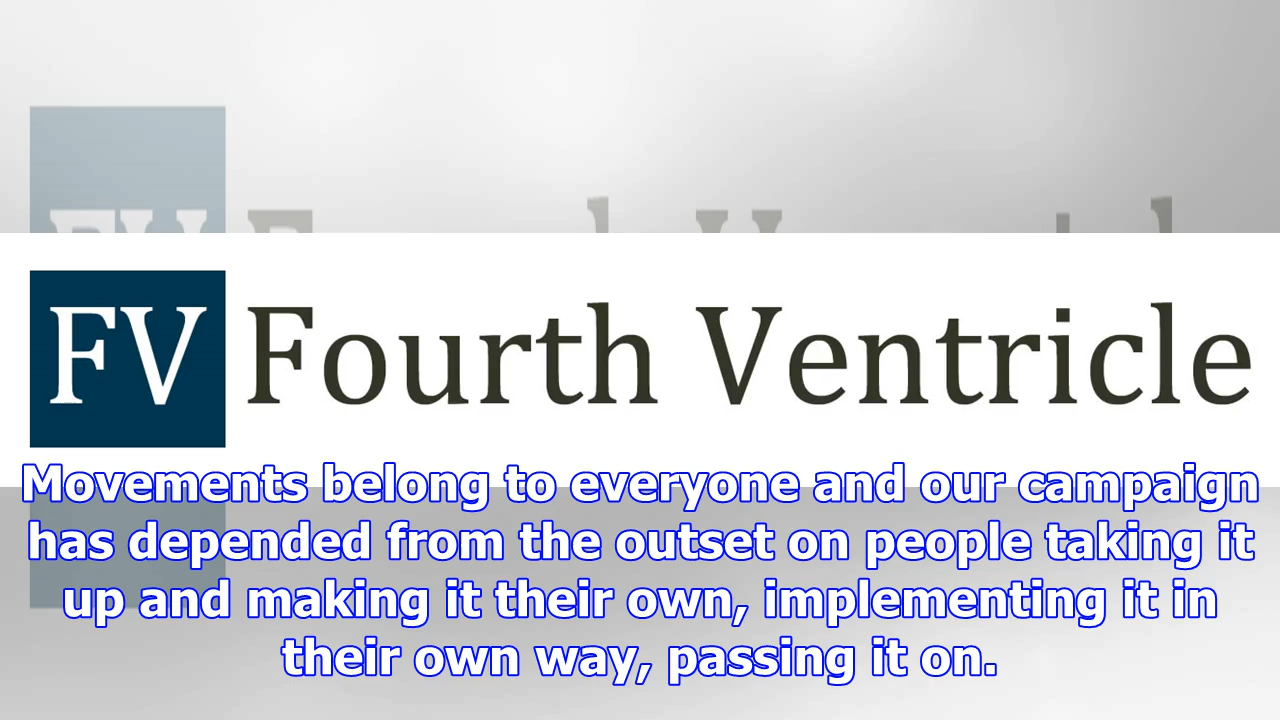 FV Fourth Ventricle
Movements belong to everyone and our campaign
has depended from the outset on people taking it
up and making it their own, implementing it in
their own way, passing it on.